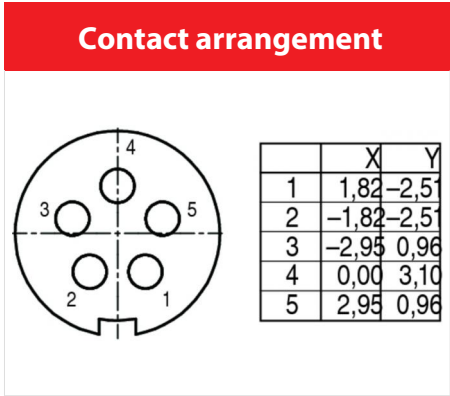 Contact arrangement
4
3
5
2
1
X Y
1 1,82 –2,51
2 –1,82 –2,51
3 –2,95 0,96
4 0,00 3,10
5 2,95 0,96